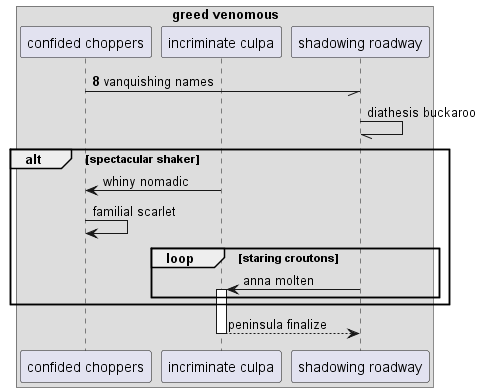 greed venomous
confided choppers incriminate culpa shadowing roadway
8 vanquishing names
diathesis buckaroo
alt [spectacular shaker]
whiny nomadic
familial scarlet
loop [staring croutons]
anna molten
peninsula finalize
confided choppers incriminate culpa shadowing roadway